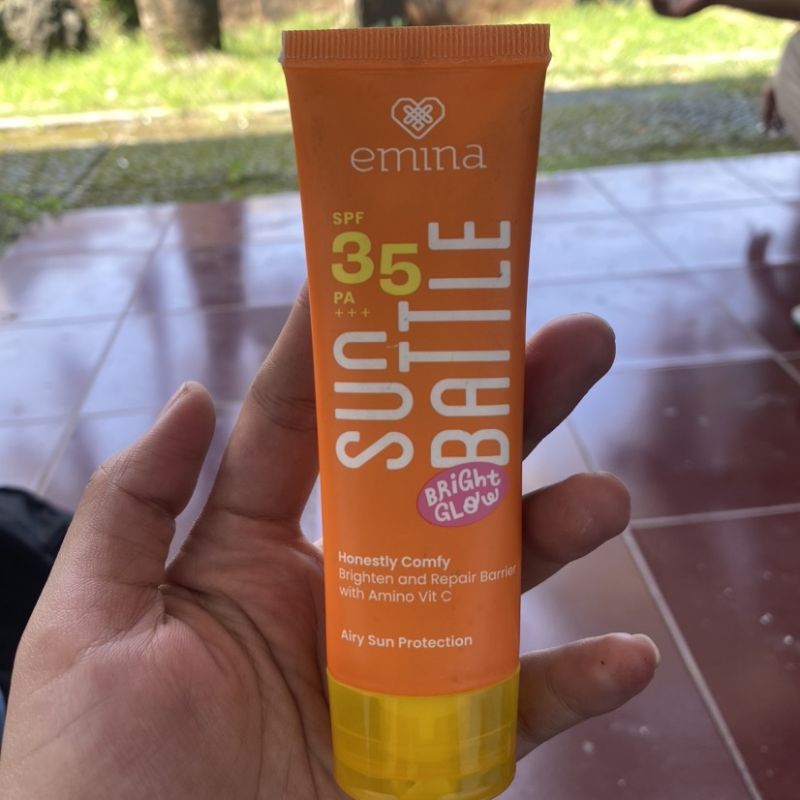 emina
SPF
35
PA
+++
SUN
BATTLE
BRiGht
GLOW
Honestly Comfy
Brighten and Repair Barrier
with Amino Vit C
Airy Sun Protection